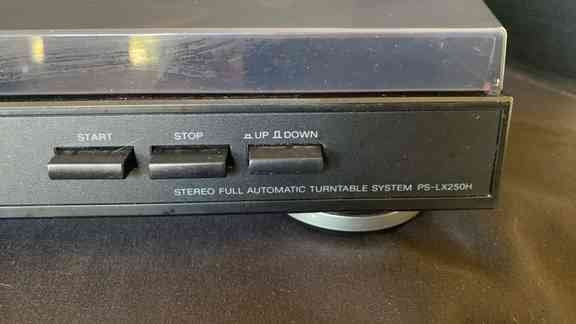 START STOP UP DOWN
STEREO FULL AUTOMATIC TURNTABLE SYSTEM PS-LX250H